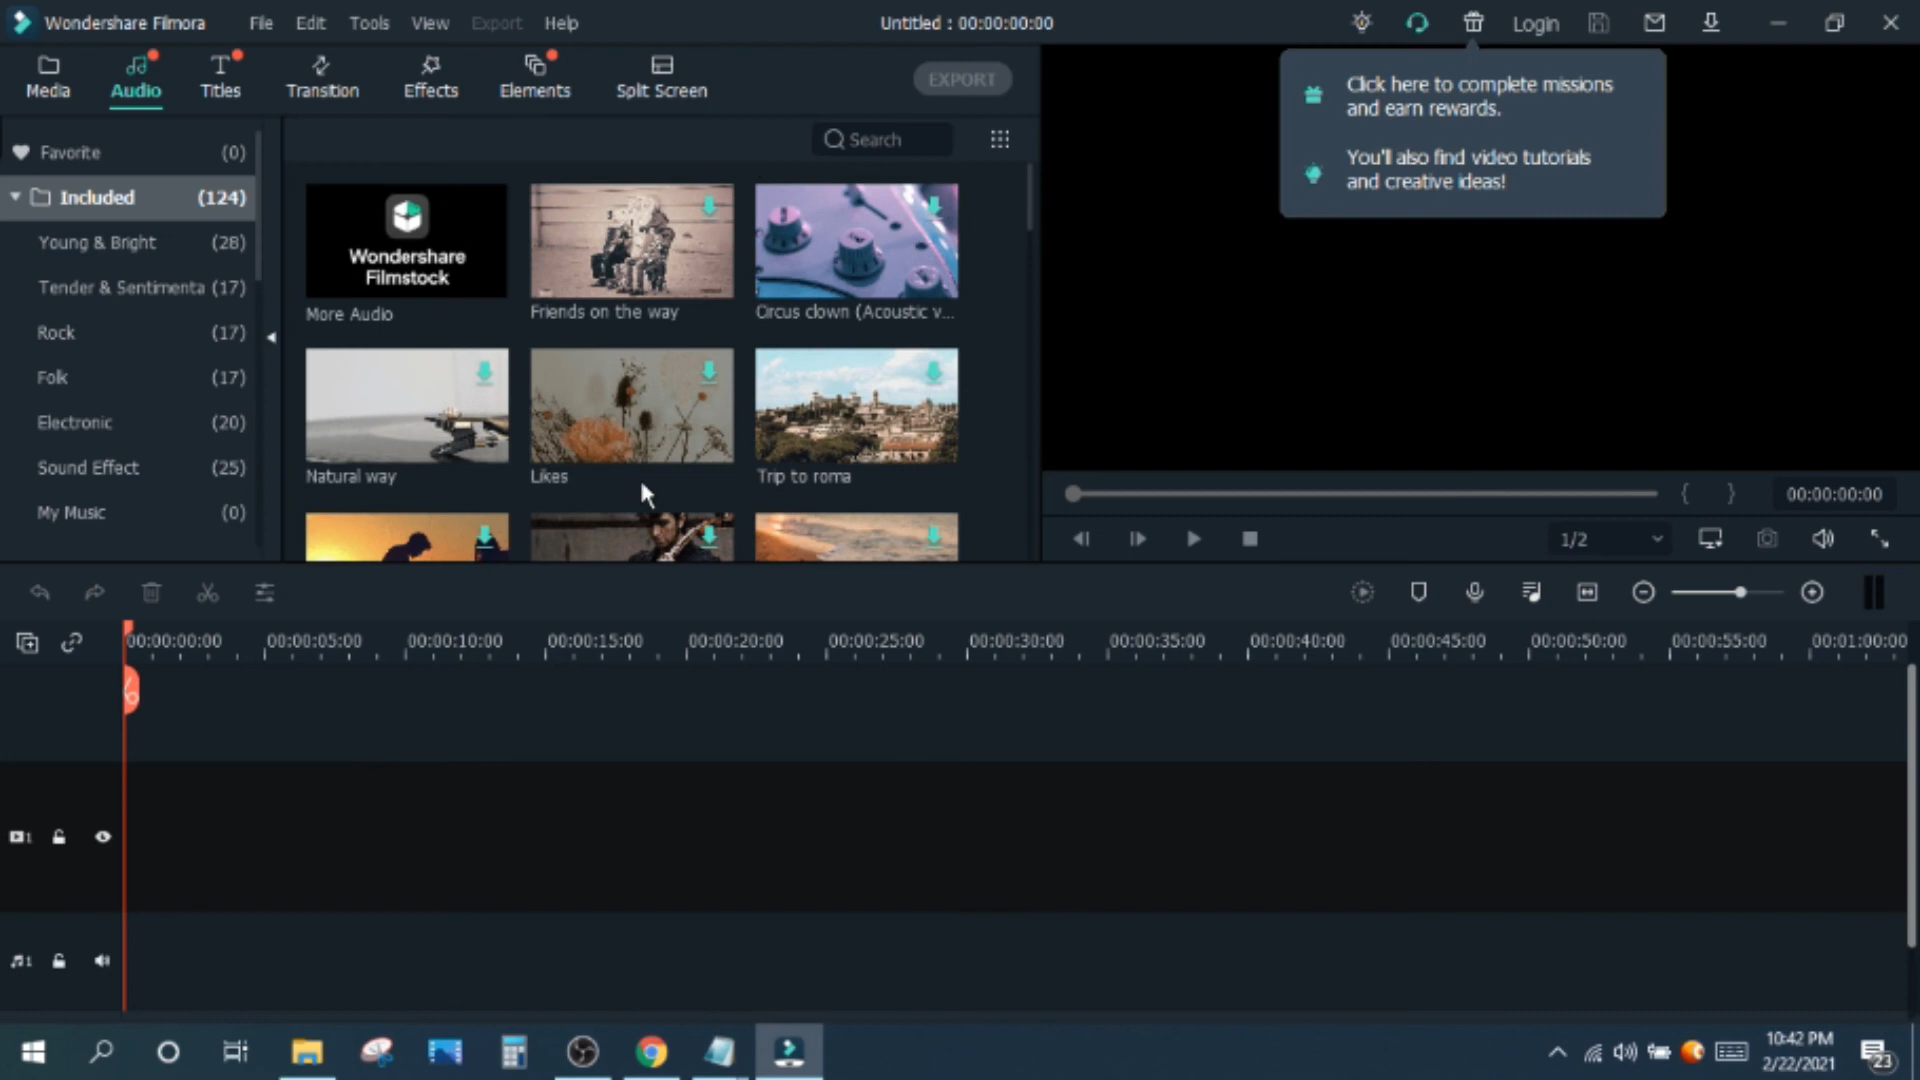 Wondershare Filmora
File
Edit
Tools
View
Export
Help
Untitled : 00:00:00:00
Login
Media
Audio
Titles
Transition
Effects
Elements
Split Screen
EXPORT
Click here to complete missions
and earn rewards.
You'll also find video tutorials
and creative ideas!
Search
Favorite (0)
Included (124)
Young & Bright (28)
Tender & Sentimenta (17)
Rock (17)
Folk (17)
Electronic (20)
Sound Effect (25)
My Music (0)
Wondershare
Filmstock
More Audio
Friends on the way
Circus clown (Acoustic v...
Natural way
Likes
Trip to roma
{ }
00:00:00:00
1/2
00:00:00:00
00:00:05:00
00:00:10:00
00:00:15:00
00:00:20:00
00:00:25:00
00:00:30:00
00:00:35:00
00:00:40:00
00:00:45:00
00:00:50:00
00:00:55:00
00:01:00:00
1
1
10:42 PM
2/22/2021
23